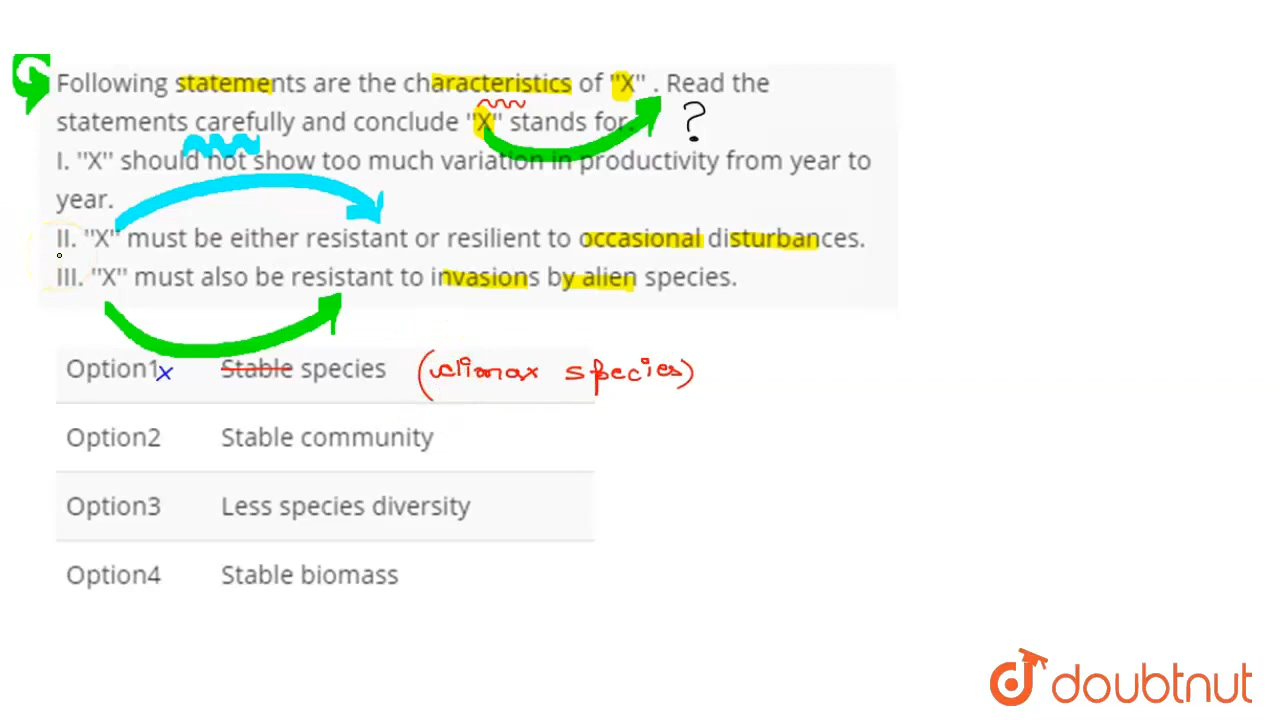 Following statements are the characteristics of "X" . Read the
statements carefully and conclude "X" stands for. ?
I. "X" should not show too much variation in productivity from year to
year.
II. "X" must be either resistant or resilient to occasional disturbances.
III. "X" must also be resistant to invasions by alien species.
Option1 x Stable species (climax species)
Option2 Stable community
Option3 Less species diversity
Option4 Stable biomass
doubtnut